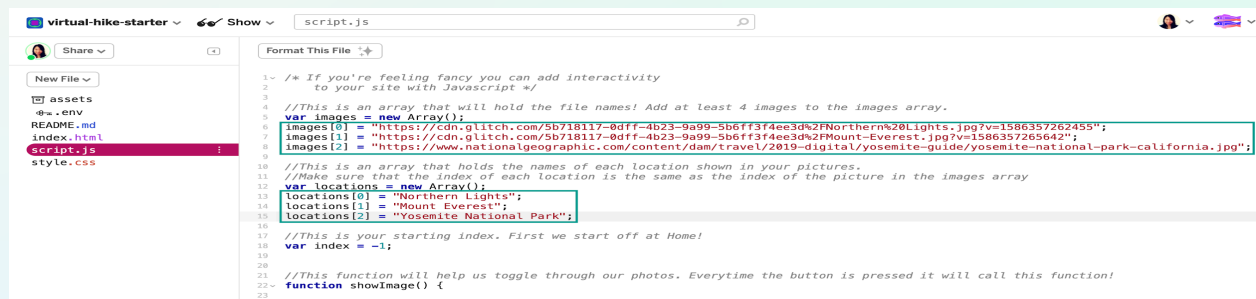 virtual-hike-starter Show script.js
Share Format This File
New File
assets
.env
README.md
index.html
script.js
style.css
1 /* If you're feeling fancy you can add interactivity
2 to your site with Javascript */
3
4 //This is an array that will hold the file names! Add at least 4 images to the images array.
5 var images = new Array();
6 images[0] = "https://cdn.glitch.com/5b718117-0dff-4b23-9a99-5b6ff3f4ee3d%2FNorthern%20Lights.jpg?v=1586357262455";
7 images[1] = "https://cdn.glitch.com/5b718117-0dff-4b23-9a99-5b6ff3f4ee3d%2FMount-Everest.jpg?v=1586357265642";
8 images[2] = "https://www.nationalgeographic.com/content/dam/travel/2019-digital/yosemite-guide/yosemite-national-park-california.jpg";
9
10 //This is an array that holds the names of each location shown in your pictures.
11 //Make sure that the index of each location is the same as the index of the picture in the images array
12 var locations = new Array();
13 locations[0] = "Northern Lights";
14 locations[1] = "Mount Everest";
15 locations[2] = "Yosemite National Park";
16
17 //This is your starting index. First we start off at Home!
18 var index = -1;
19
20
21 //This function will help us toggle through our photos. Everytime the button is pressed it will call this function!
22 function showImage() {
23